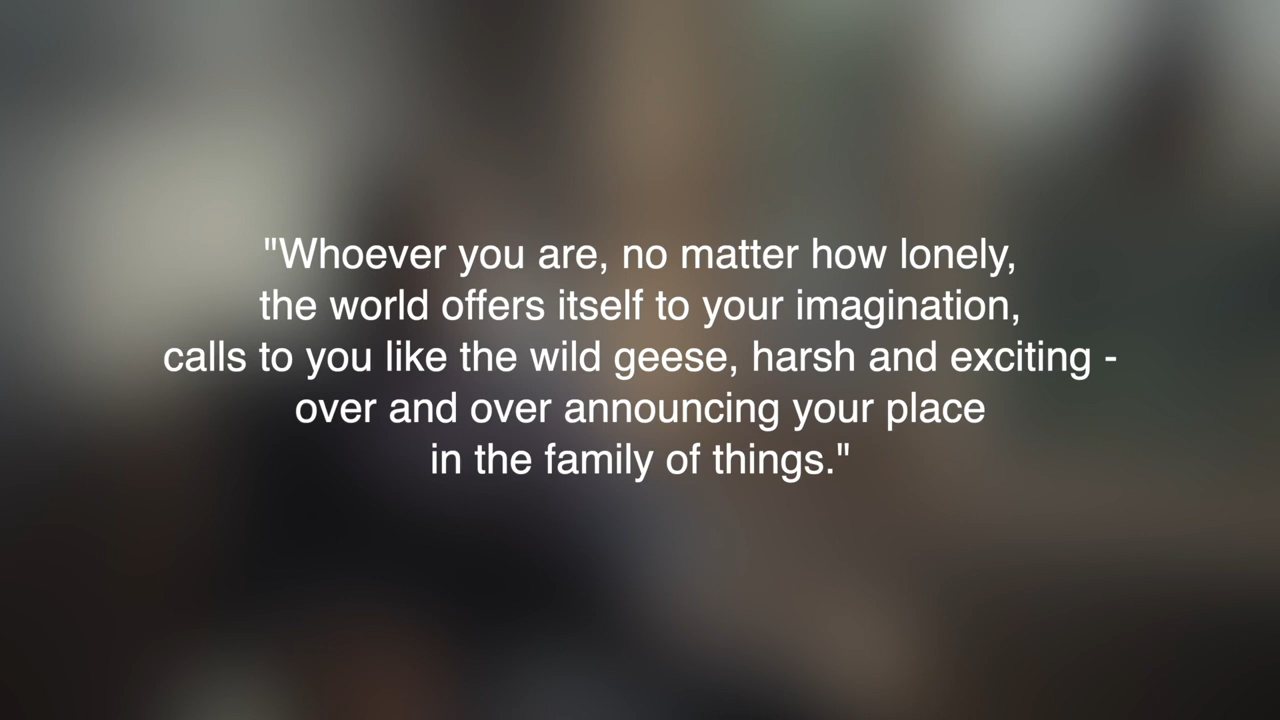 "Whoever you are, no matter how lonely,
the world offers itself to your imagination,
calls to you like the wild geese, harsh and exciting -
over and over announcing your place
in the family of things."